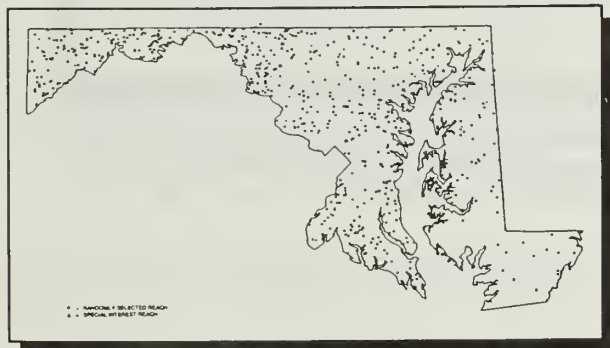 • = RANDOMLY SELECTED REACH
▵ = SPECIAL INTEREST REACH